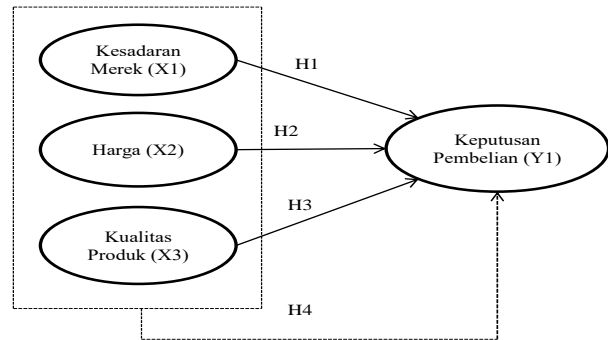 Kesadaran
Merek (X1)
H1
Harga (X2)
H2
Keputusan
Pembelian (Y1)
Kualitas
Produk (X3)
H3
H4